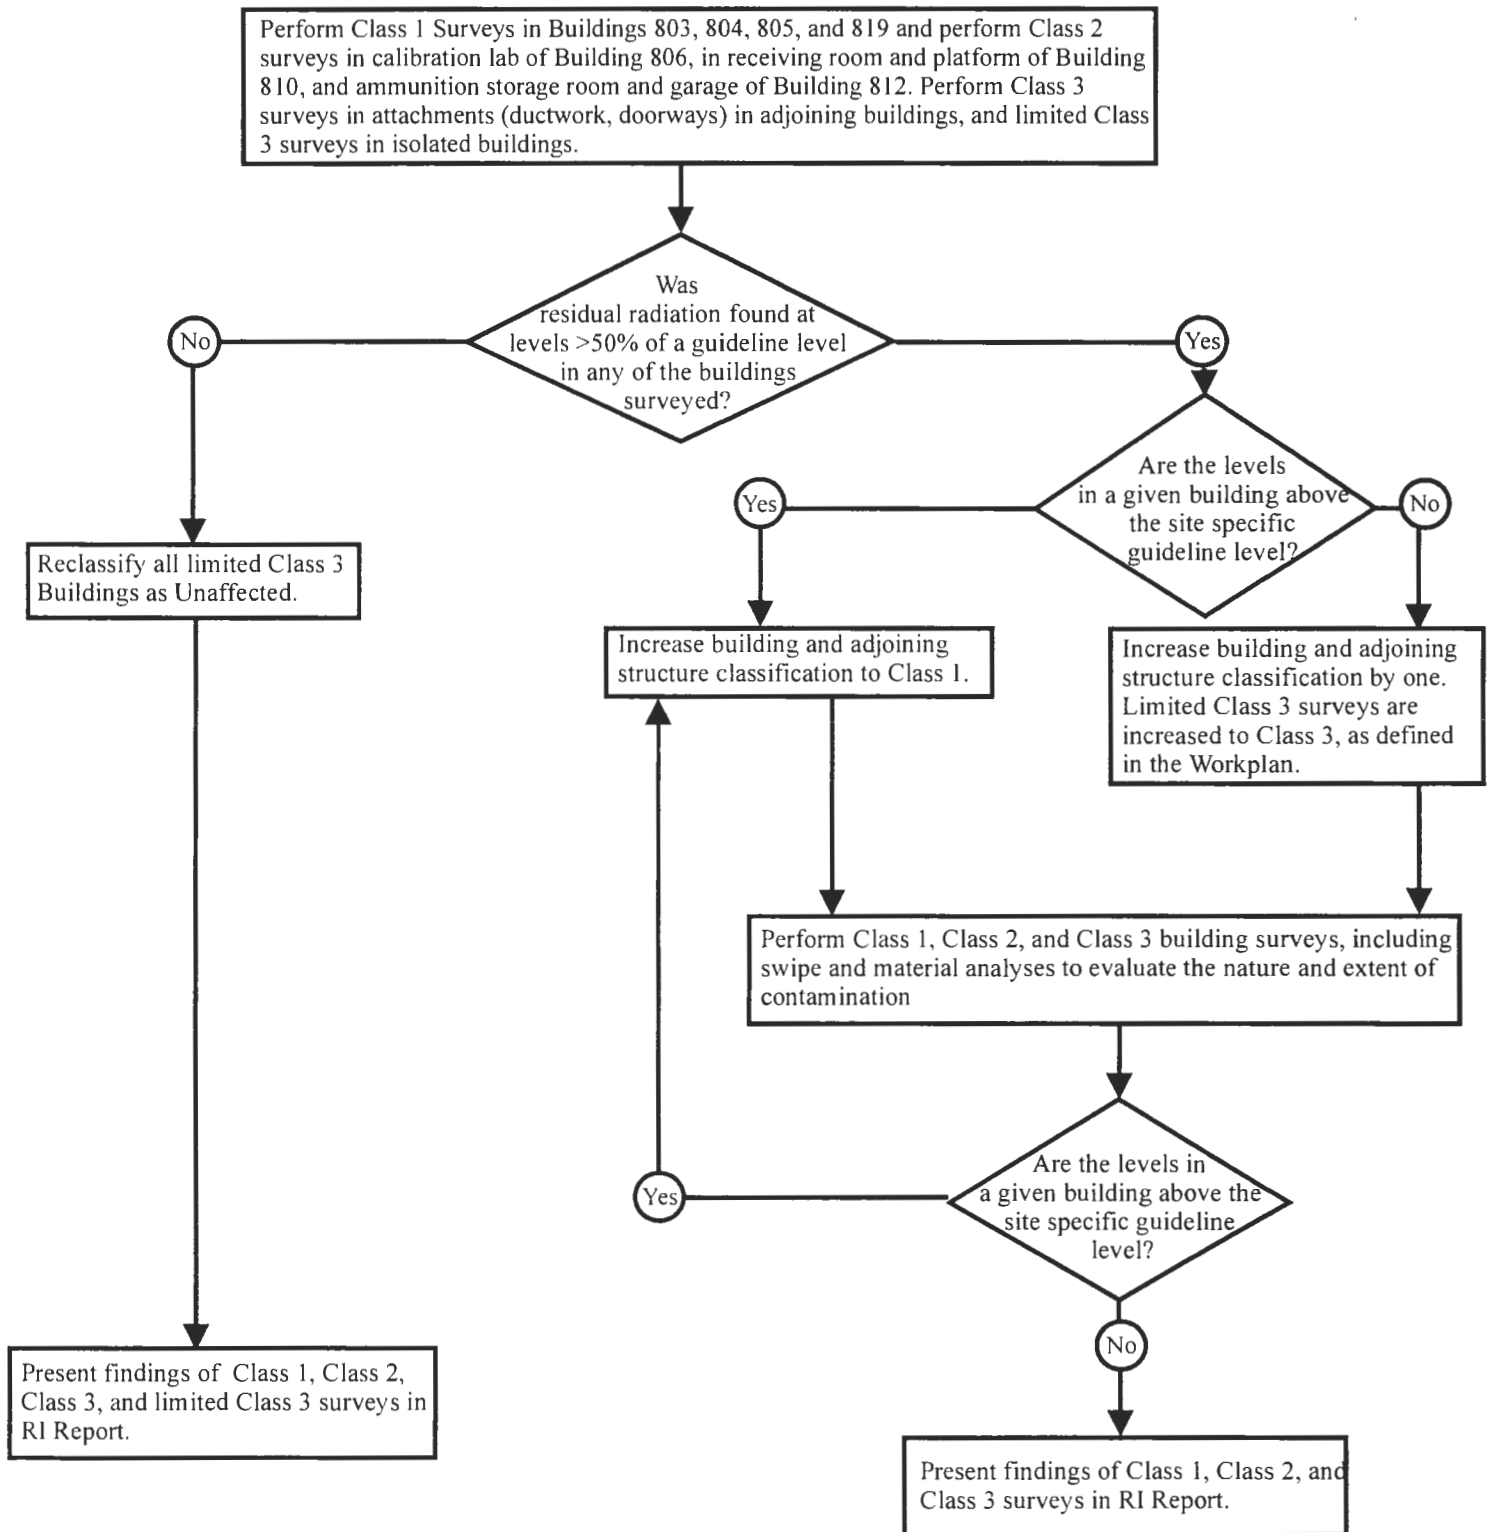 Perform Class 1 Surveys in Buildings 803, 804, 805, and 819 and perform Class 2
surveys in calibration lab of Building 806, in receiving room and platform of Building
810, and ammunition storage room and garage of Building 812. Perform Class 3
surveys in attachments (ductwork, doorways) in adjoining buildings, and limited Class
3 surveys in isolated buildings.
Was
residual radiation found at
levels >50% of a guideline level
in any of the buildings
surveyed?
No
Yes
Are the levels
in a given building above
the site specific
guideline level?
Yes
No
Reclassify all limited Class 3
Buildings as Unaffected.
Increase building and adjoining
structure classification to Class 1.
Increase building and adjoining
structure classification by one.
Limited Class 3 surveys are
increased to Class 3, as defined
in the Workplan.
Perform Class 1, Class 2, and Class 3 building surveys, including
swipe and material analyses to evaluate the nature and extent of
contamination
Are the levels in
a given building above the
site specific guideline
level?
Yes
No
Present findings of Class 1, Class 2,
Class 3, and limited Class 3 surveys in
RI Report.
Present findings of Class 1, Class 2, and
Class 3 surveys in RI Report.